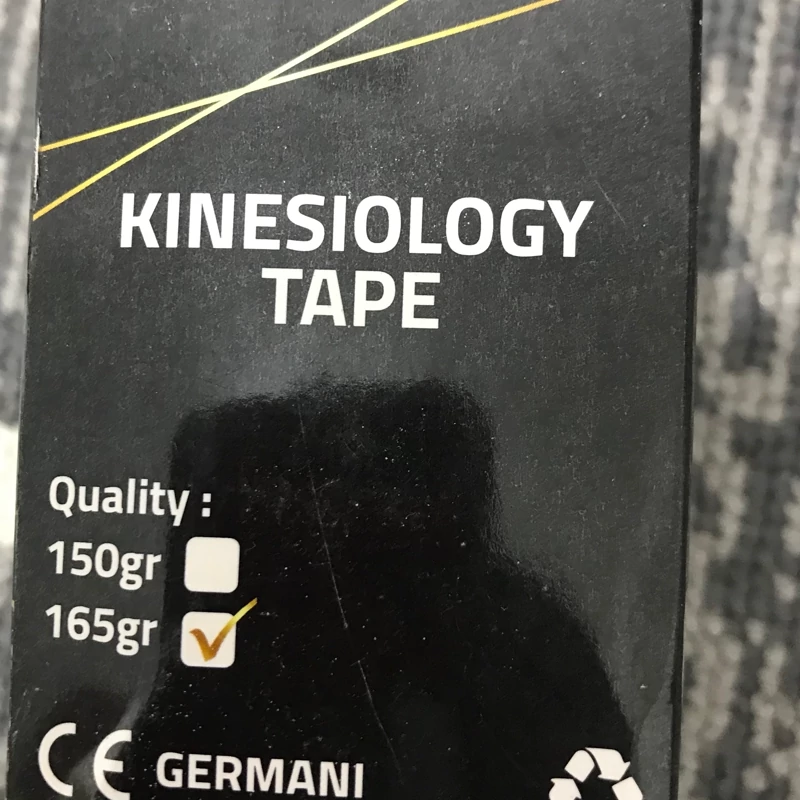 KINESIOLOGY
TAPE
Quality :
150gr
165gr
CE GERMANI